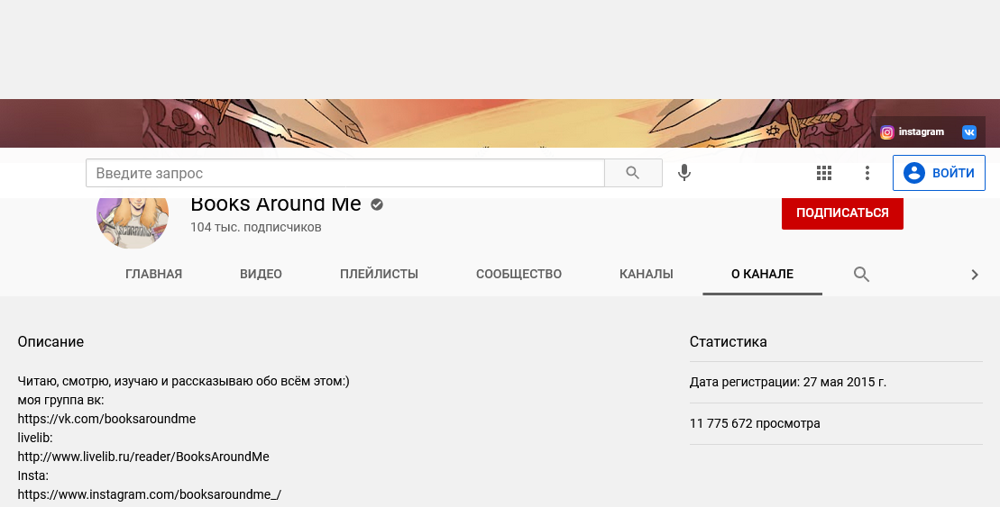 instagram
Введите запрос
ВОЙТИ
Books Around Me
104 тыс. подписчиков
ПОДПИСАТЬСЯ
ГЛАВНАЯ
ВИДЕО
ПЛЕЙЛИСТЫ
СООБЩЕСТВО
КАНАЛЫ
О КАНАЛЕ
Описание
Читаю, смотрю, изучаю и рассказываю обо всём этом:)
моя группа вк:
https://vk.com/booksaroundme
livelib:
http://www.livelib.ru/reader/BooksAroundMe
Insta:
https://www.instagram.com/booksaroundme_/
Статистика
Дата регистрации: 27 мая 2015 г.
11 775 672 просмотра